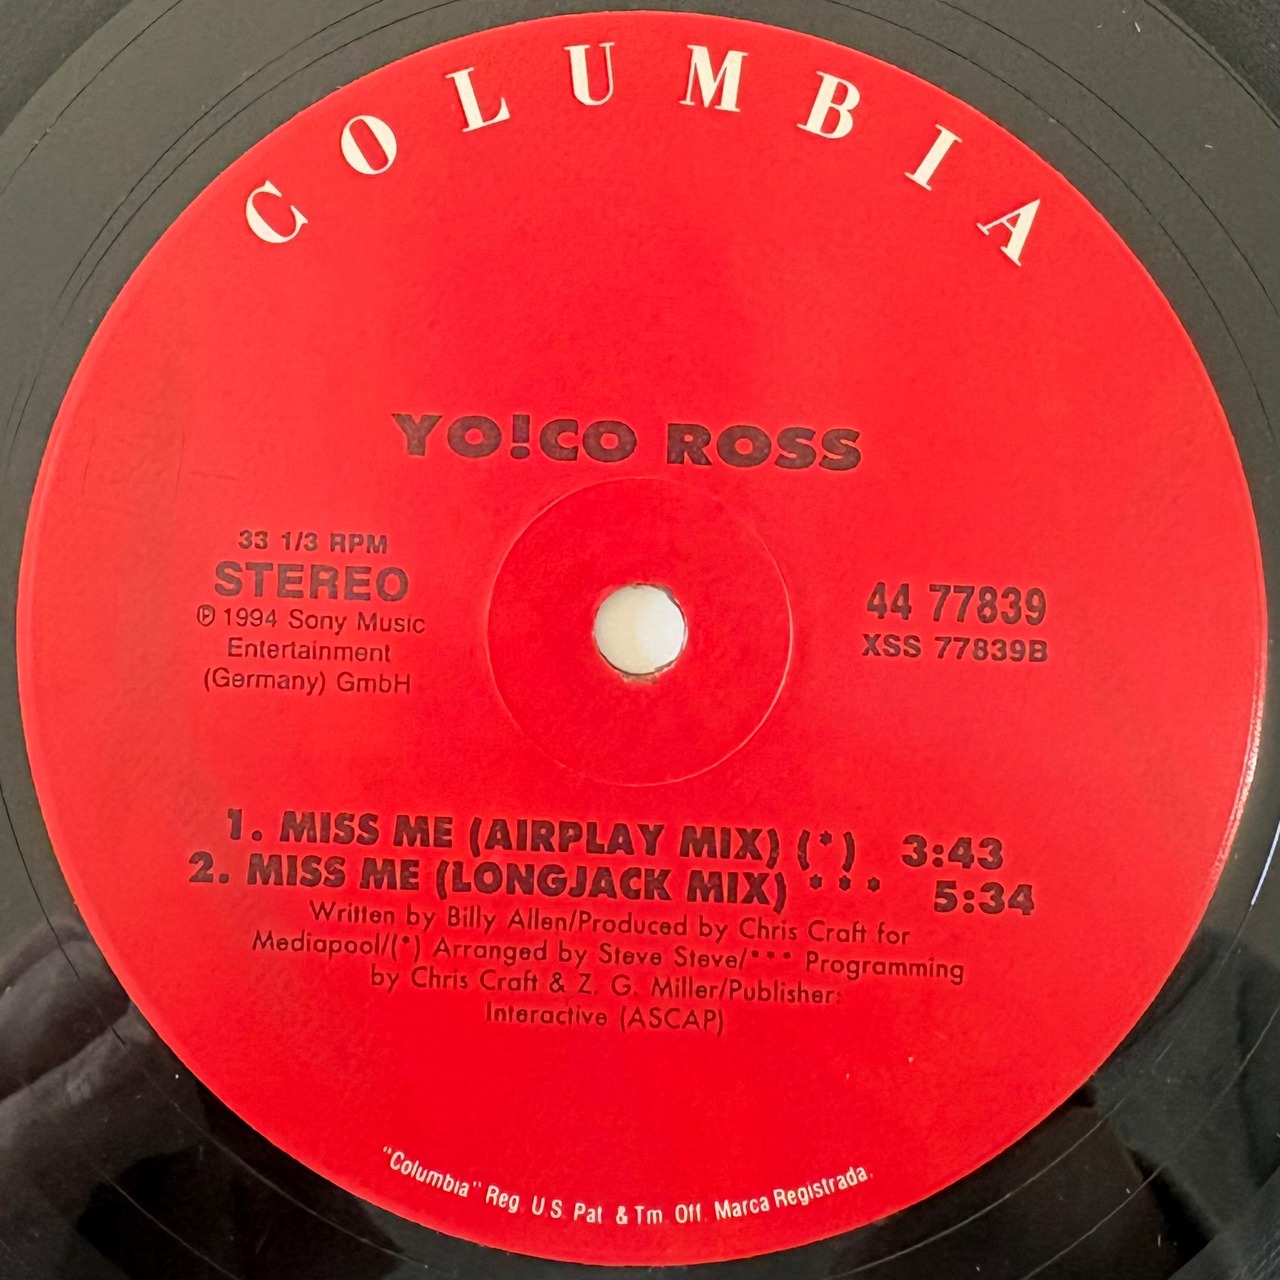 COLUMBIA
YO!CO ROSS
33 1/3 RPM
STEREO
℗ 1994 Sony Music
Entertainment
(Germany) GmbH
44 77839
XSS 77839B
1. MISS ME (AIRPLAY MIX) (*) 3:43
2. MISS ME (LONGJACK MIX) *** 5:34
Written by Billy Allen/Produced by Chris Craft for
Mediapool/(*) Arranged by Steve Steve/*** Programming
by Chris Craft & Z. G. Miller/Publisher:
Interactive (ASCAP)
"Columbia" Reg. U.S. Pat. & Tm. Off. Marca Registrada.